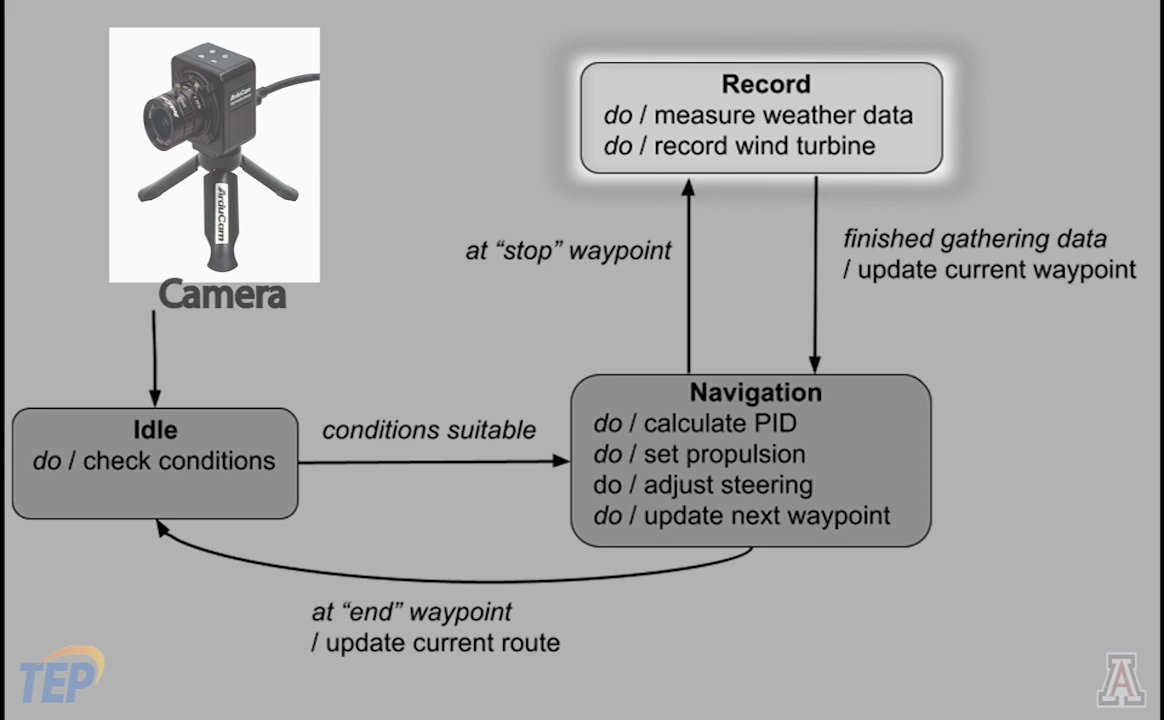 ArduCam
ArduCam
Camera
Record
do / measure weather data
do / record wind turbine
at “stop” waypoint
finished gathering data
/ update current waypoint
Idle
do / check conditions
conditions suitable
Navigation
do / calculate PID
do / set propulsion
do / adjust steering
do / update next waypoint
at “end” waypoint
/ update current route
TEP
A